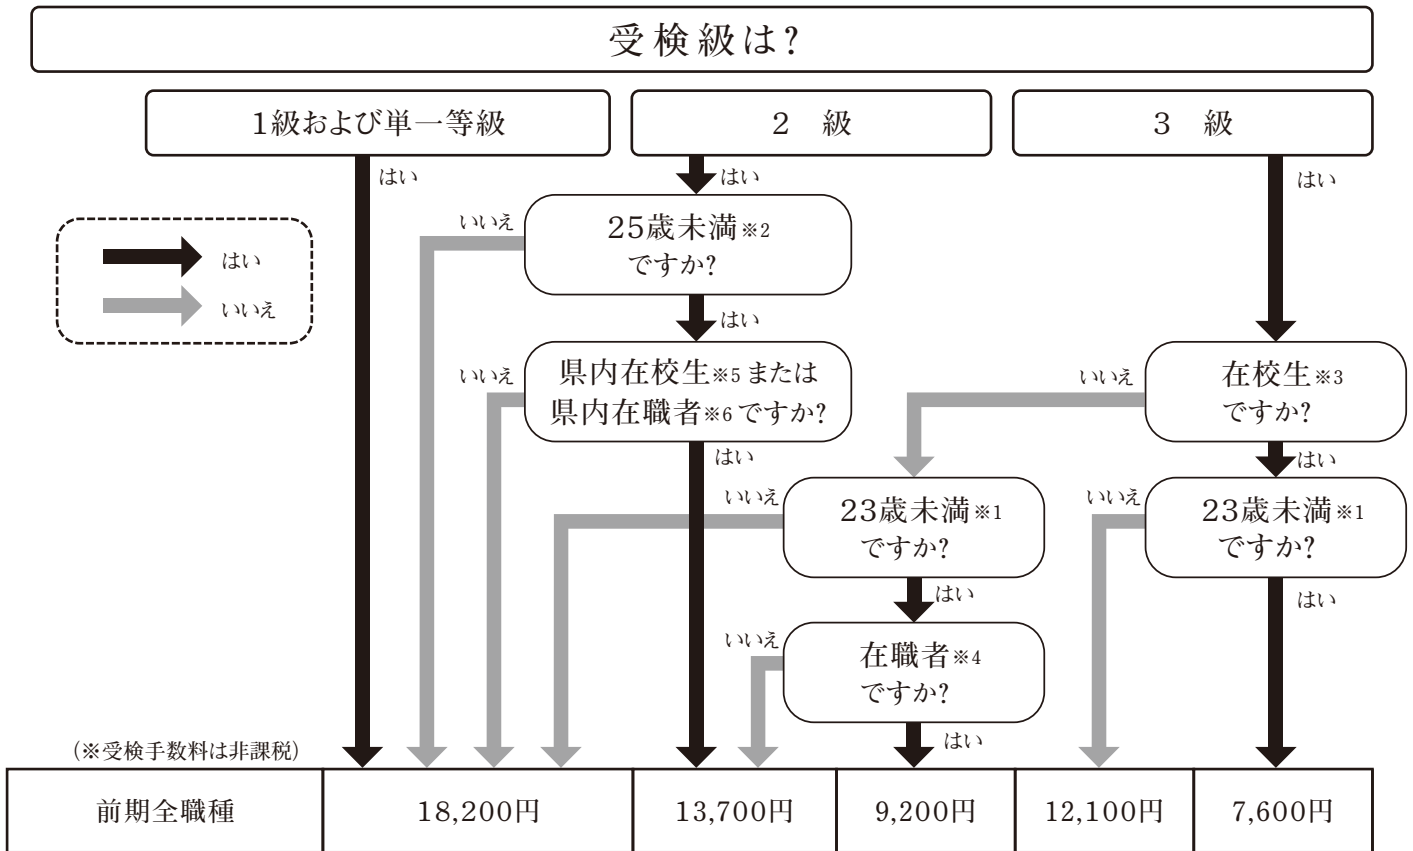 受検級は？
1級および単一等級
2　級
3　級
はい
はい
はい
いいえ
25歳未満※2
ですか？
はい
いいえ
はい
いいえ
県内在校生※5 または
県内在職者※6 ですか？
いいえ
在校生※3
ですか？
はい
はい
いいえ
23歳未満※1
ですか？
いいえ
23歳未満※1
ですか？
はい
はい
いいえ
在職者※4
ですか？
はい
（※受検手数料は非課税）
前期全職種
18,200円
13,700円
9,200円
12,100円
7,600円